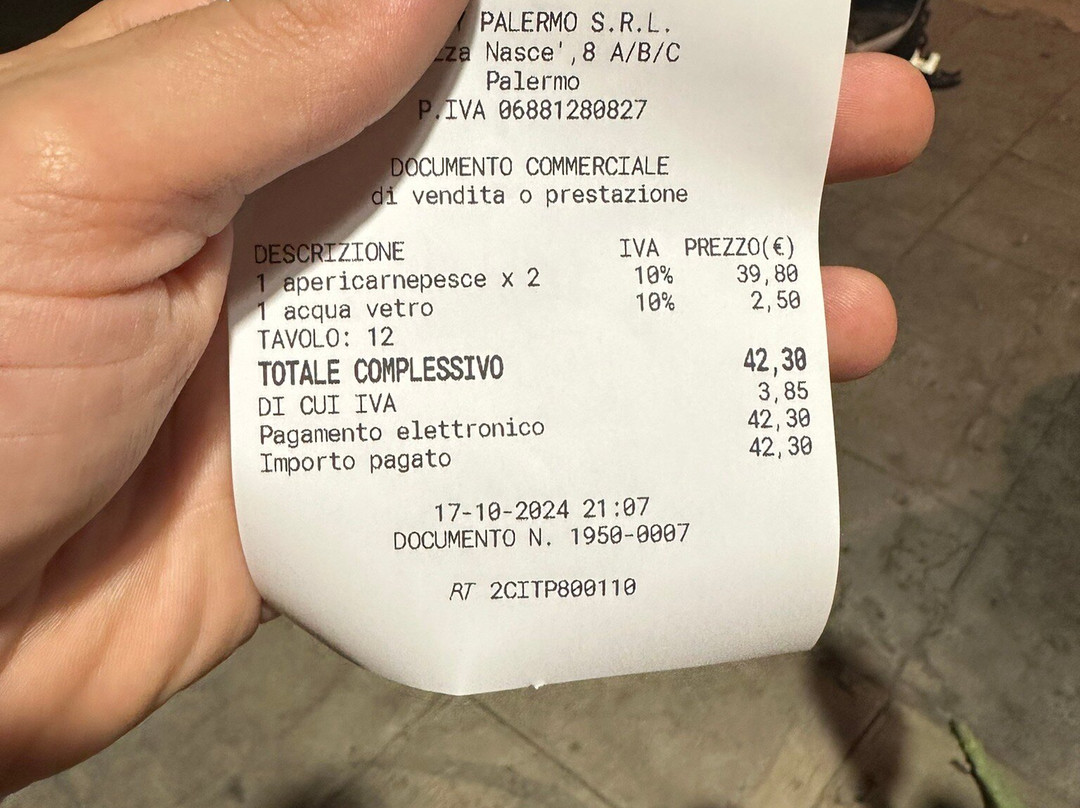 PALERMO S.R.L.
Nasce',8 A/B/C
Palermo
P.IVA 06881280827
DOCUMENTO COMMERCIALE
di vendita o prestazione
DESCRIZIONE IVA PREZZO(€)
1 apericarnepesce x 2 10% 39,80
1 acqua vetro 10% 2,50
TAVOLO: 12
TOTALE COMPLESSIVO 42,30
DI CUI IVA 3,85
Pagamento elettronico 42,30
Importo pagato 42,30
17-10-2024 21:07
DOCUMENTO N. 1950-0007
RT 2CITP800110